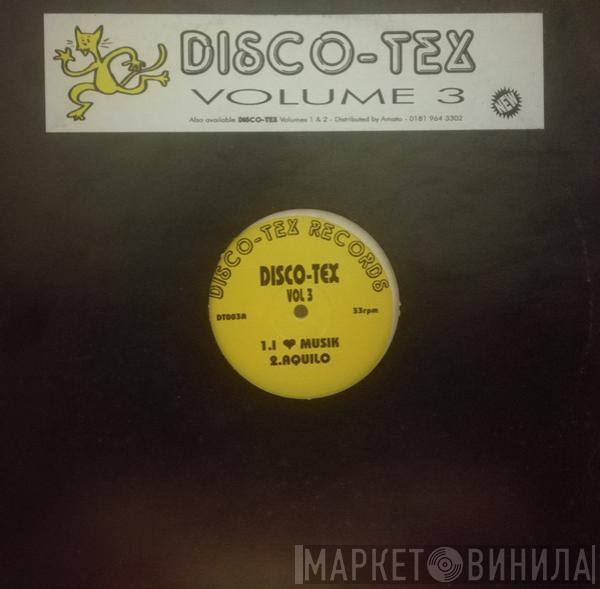 DISCO-TEX
VOLUME 3
NEW
Also available DISCO-TEX Volumes 1 & 2 - Distributed by Amato - 0181 964 3302
DISCO-TEX RECORDS
DISCO-TEX
VOL 3
DT003A 33rpm
1.I ❤ MUSIK
2.AQUILO
МАРКЕТ ВИНИЛА